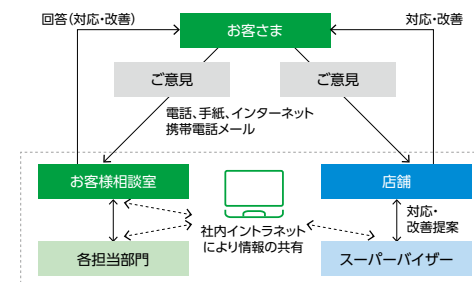 回答(対応・改善)
お客さま
対応・改善
ご意見
ご意見
電話、手紙、インターネット
携帯電話メール
お客様相談室
店舗
社内イントラネット
により情報の共有
対応・
改善提案
各担当部門
スーパーバイザー